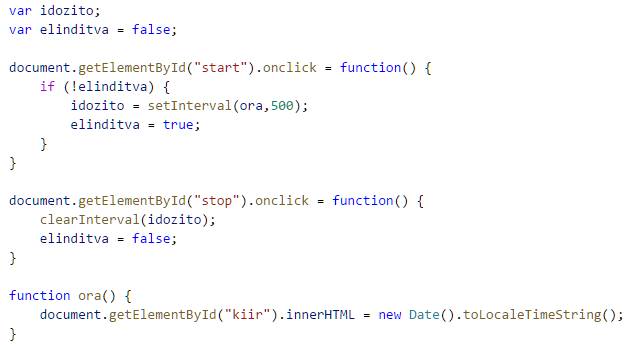 var idozito;
var elinditva = false;

document.getElementById("start").onclick = function() {
    if (!elinditva) {
        idozito = setInterval(ora,500);
        elinditva = true;
    }
}

document.getElementById("stop").onclick = function() {
    clearInterval(idozito);
    elinditva = false;
}

function ora() {
    document.getElementById("kiir").innerHTML = new Date().toLocaleTimeString();
}